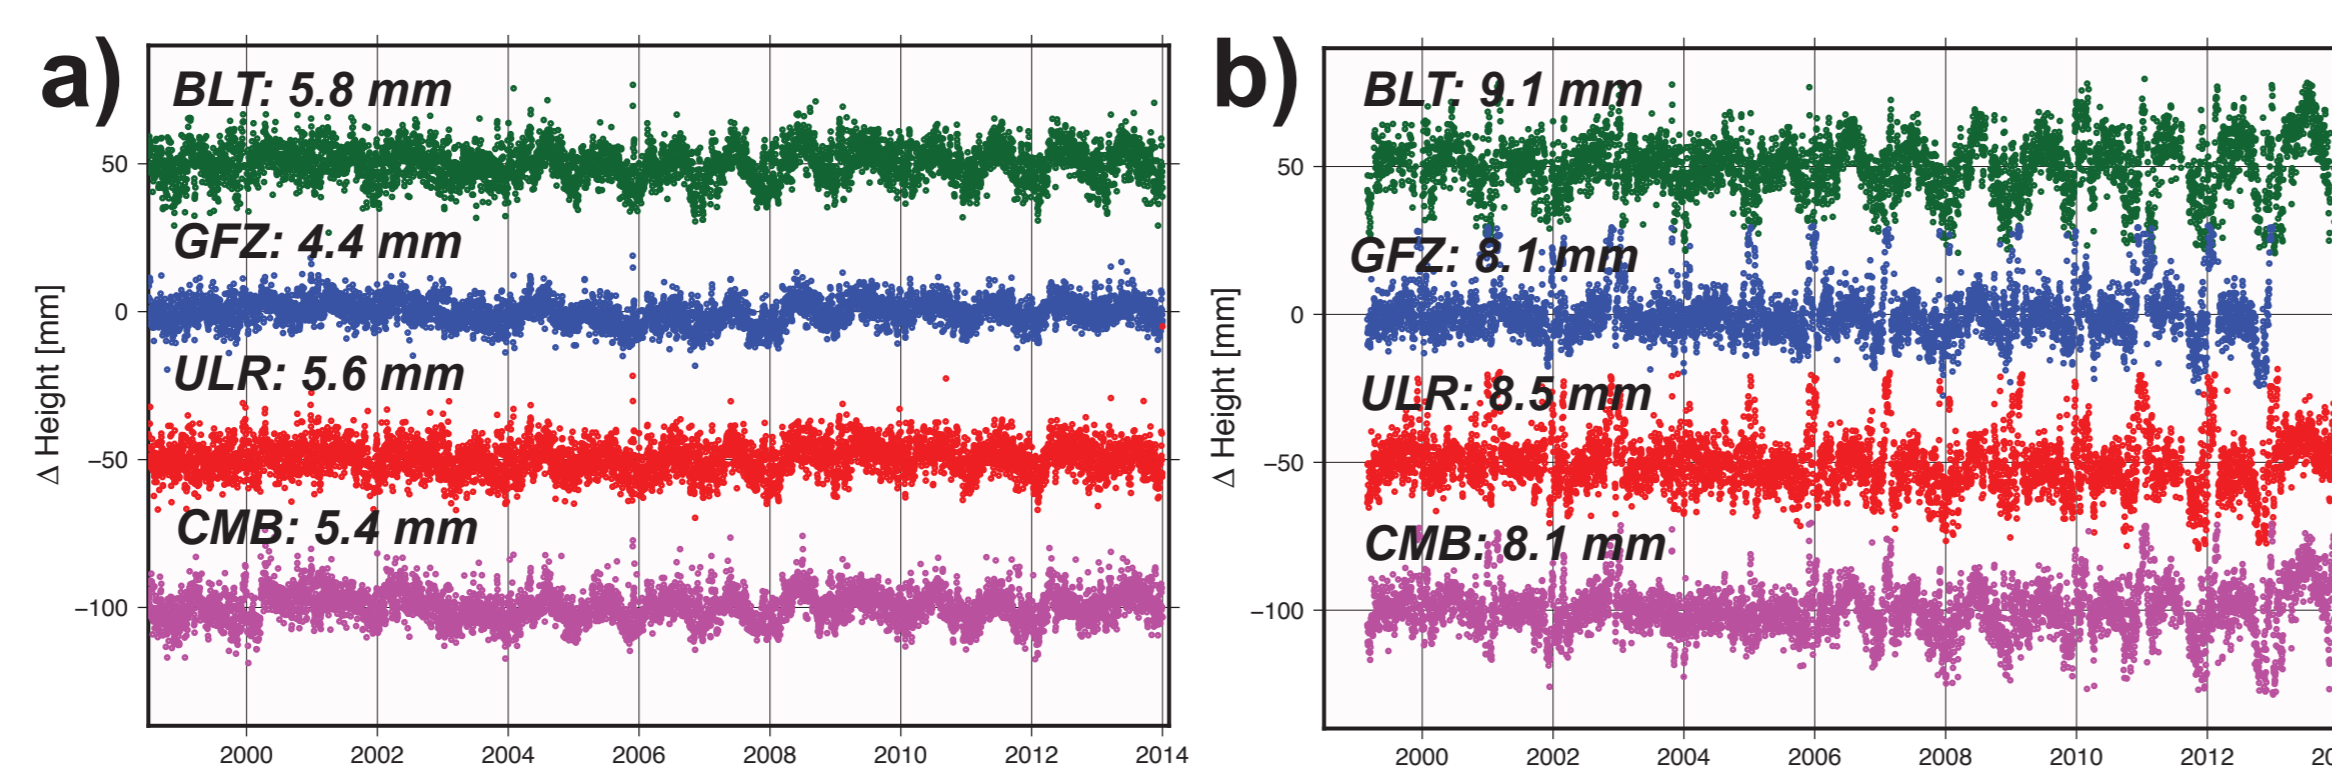 a)
BLT: 5.8 mm
GFZ: 4.4 mm
ULR: 5.6 mm
CMB: 5.4 mm
Δ Height [mm]
50
0
−50
−100
2000 2002 2004 2006 2008 2010 2012 2014
b)
BLT: 9.1 mm
GFZ: 8.1 mm
ULR: 8.5 mm
CMB: 8.1 mm
Δ Height [mm]
50
0
−50
−100
2000 2002 2004 2006 2008 2010 2012